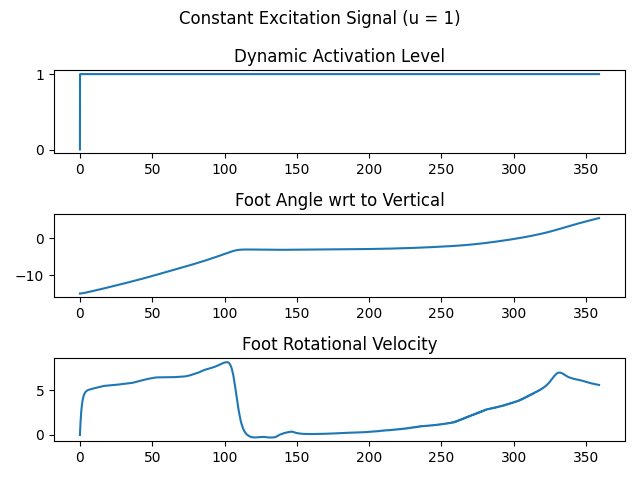 Constant Excitation Signal (u = 1)
Dynamic Activation Level
1
0
0 50 100 150 200 250 300 350
Foot Angle wrt to Vertical
0
−10
0 50 100 150 200 250 300 350
Foot Rotational Velocity
5
0
0 50 100 150 200 250 300 350